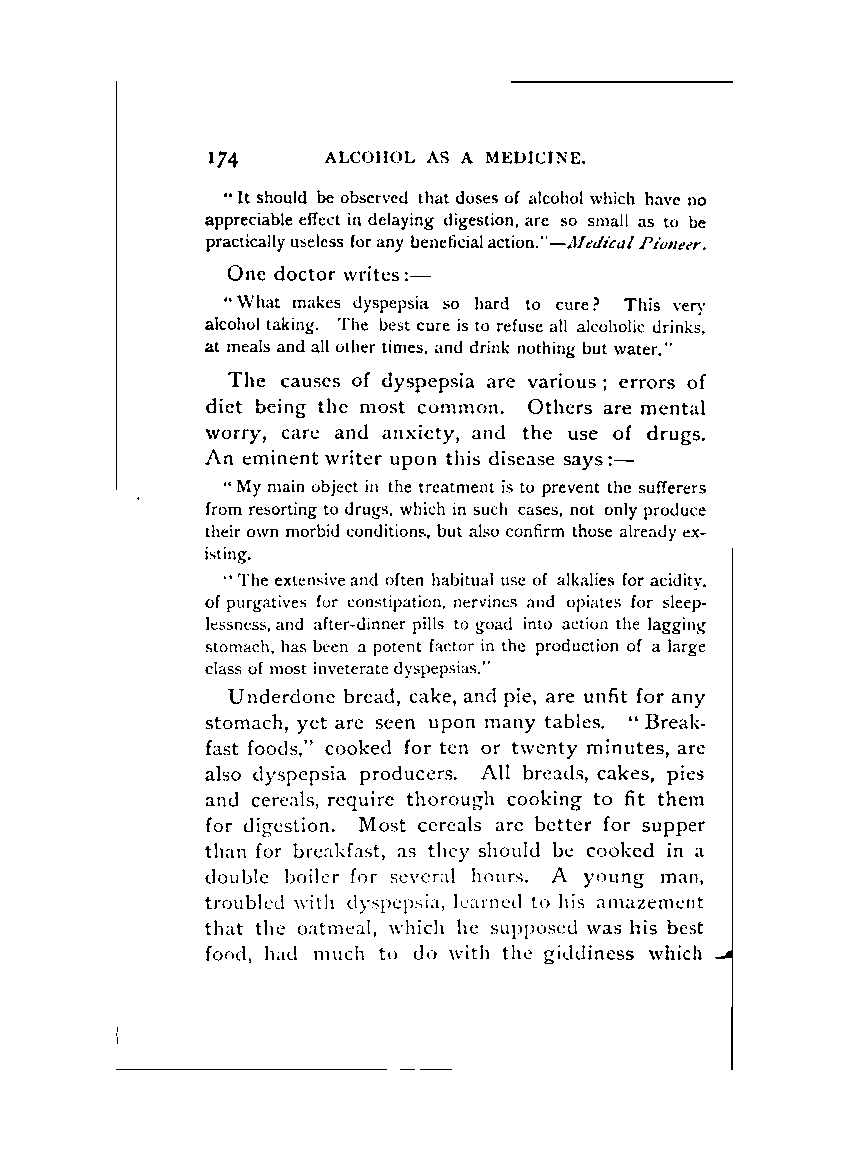 174 ALCOHOL AS A MEDICINE.
"It should be observed that doses of alcohol which have no
appreciable effect in delaying digestion, are so small as to be
practically useless for any beneficial action."—Medical Pioneer.
One doctor writes:—
"What makes dyspepsia so hard to cure? This very
alcohol taking. The best cure is to refuse all alcoholic drinks,
at meals and all other times, and drink nothing but water."
The causes of dyspepsia are various; errors of
diet being the most common. Others are mental
worry, care and anxiety, and the use of drugs.
An eminent writer upon this disease says:—
"My main object in the treatment is to prevent the sufferers
from resorting to drugs, which in such cases, not only produce
their own morbid conditions, but also confirm those already ex-
isting.
"The extensive and often habitual use of alkalies for acidity,
of purgatives for constipation, nervines and opiates for sleep-
lessness, and after-dinner pills to goad into action the lagging
stomach, has been a potent factor in the production of a large
class of most inveterate dyspepsias."
Underdone bread, cake, and pie, are unfit for any
stomach, yet are seen upon many tables. "Break-
fast foods," cooked for ten or twenty minutes, are
also dyspepsia producers. All breads, cakes, pies
and cereals, require thorough cooking to fit them
for digestion. Most cereals are better for supper
than for breakfast, as they should be cooked in a
double boiler for several hours. A young man,
troubled with dyspepsia, learned to his amazement
that the oatmeal, which he supposed was his best
food, had much to do with the giddiness which